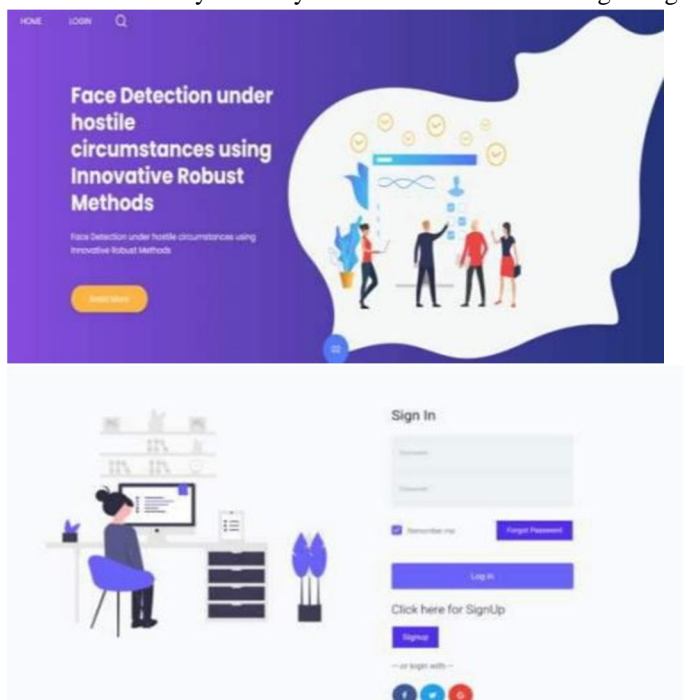 HOME LOGIN
Face Detection under
hostile
circumstances using
Innovative Robust
Methods
Face Detection under hostile circumstances using
Innovative Robust Methods
Read More
Sign In
Username
Password
Remember me Forgot Password
Log In
Click here for SignUp
Signup
— or login with —
f G